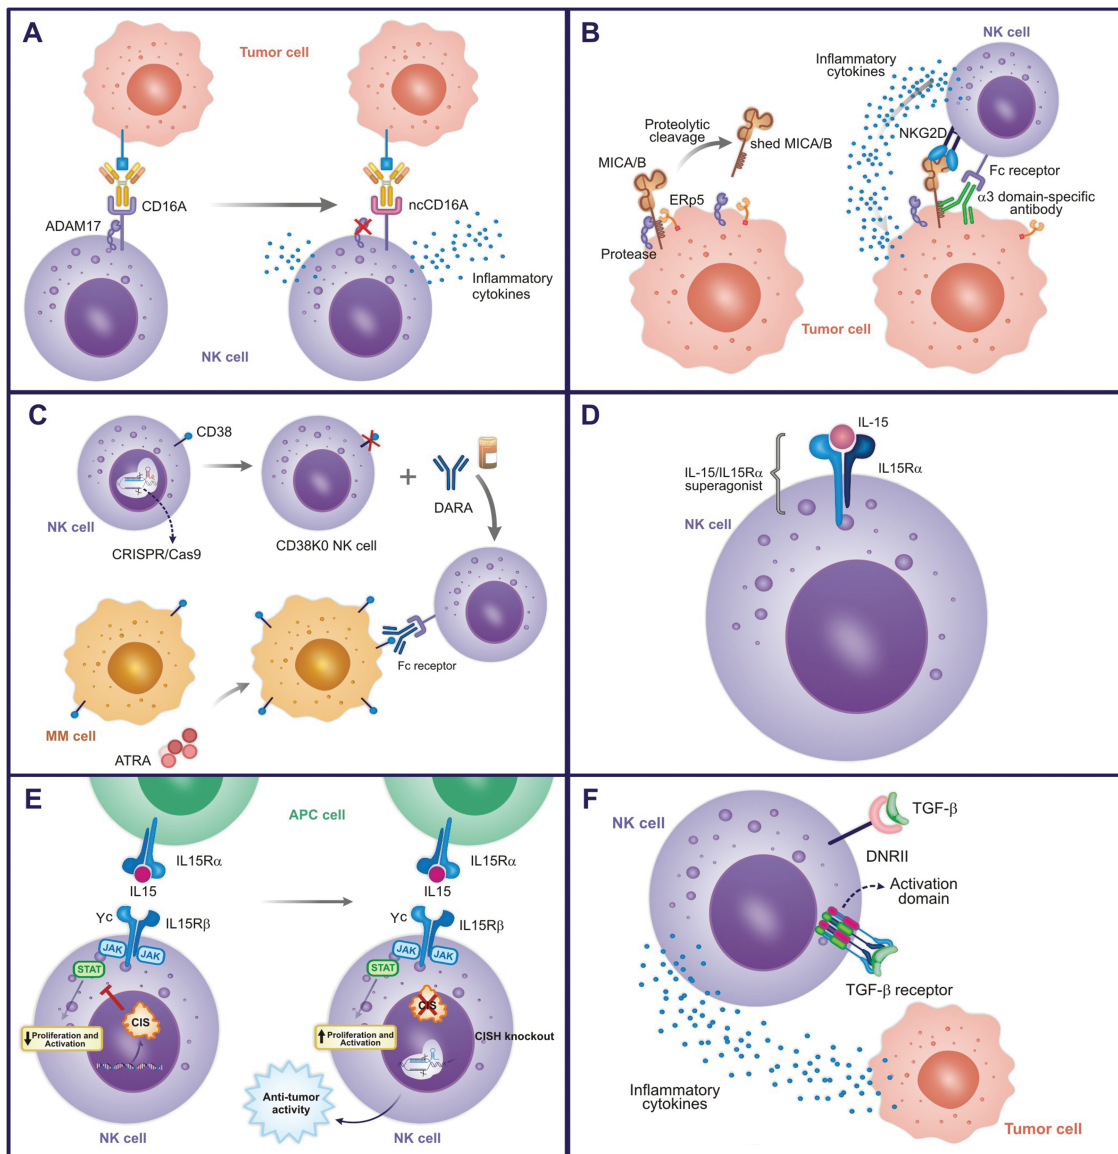 A
Tumor cell
CD16A
ADAM17
ncCD16A
Inflammatory
cytokines
NK cell
B
NK cell
Inflammatory
cytokines
NKG2D
Proteolytic
cleavage
shed MICA/B
MICA/B
ERp5
Fc receptor
α3 domain-specific
antibody
Protease
Tumor cell
C
CD38
NK cell
CRISPR/Cas9
CD38K0 NK cell
+
DARA
Fc receptor
MM cell
ATRA
D
IL-15
IL15Rα
IL-15/IL15Rα
superagonist
NK cell
E
APC cell
IL15Rα
IL15
Yc
IL15Rβ
JAK
JAK
STAT
CIS
Proliferation and
Activation
NK cell
IL15Rα
IL15
Yc
IL15Rβ
JAK
JAK
STAT
CIS
Proliferation and
Activation
CISH knockout
Anti-tumor
activity
NK cell
F
NK cell
TGF-β
DNRII
Activation
domain
TGF-β receptor
Inflammatory
cytokines
Tumor cell